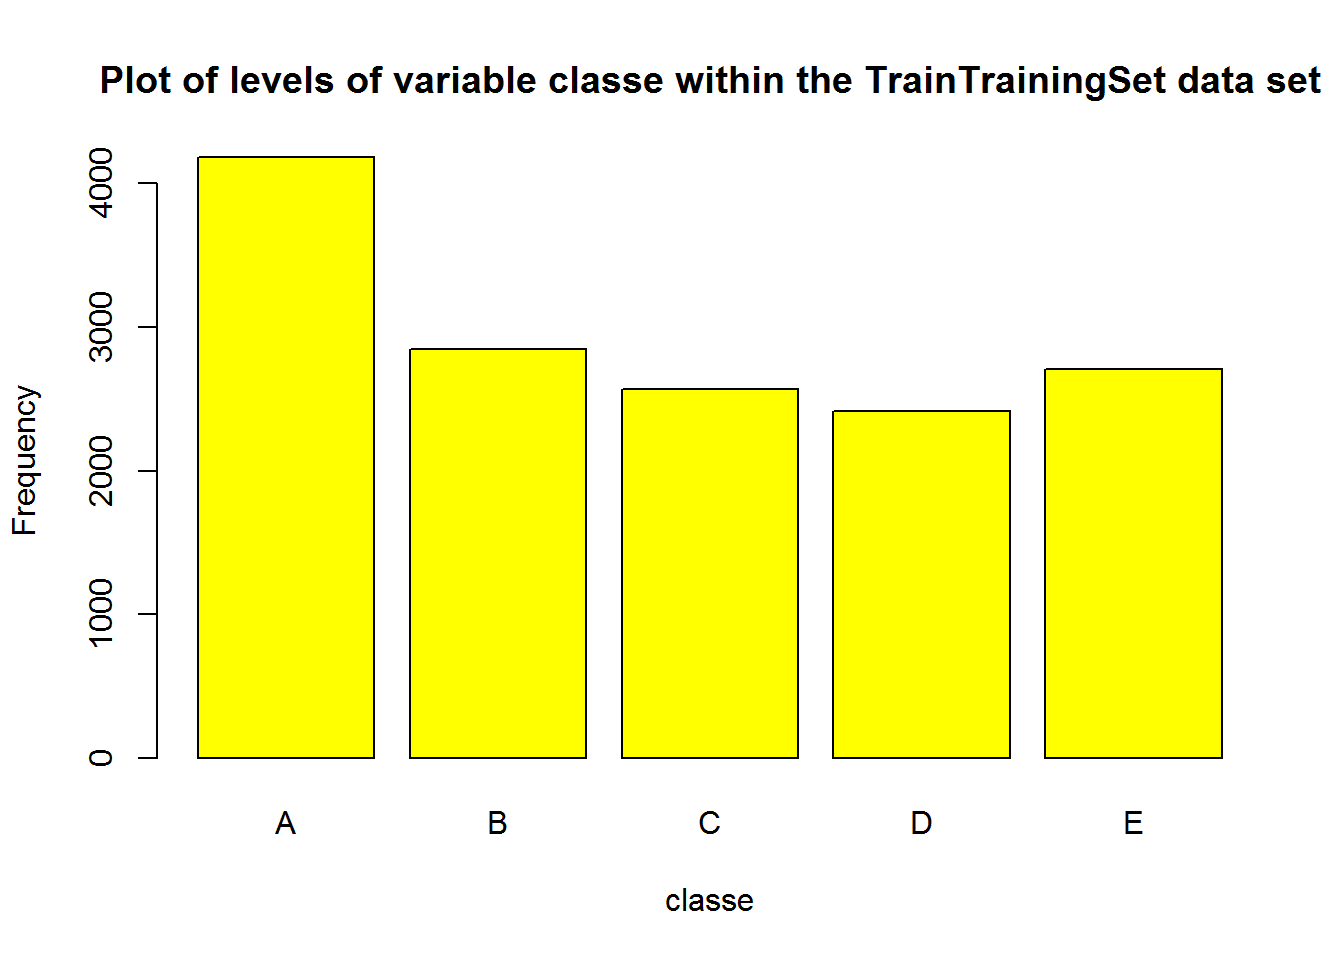 Plot of levels of variable classe within the TrainTrainingSet data set
Frequency
4000
3000
2000
1000
0
A B C D E
classe